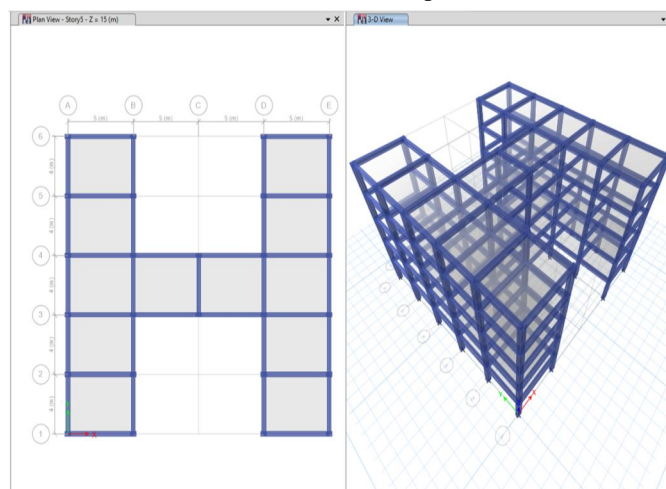 Plan View - Story5 - Z = 15 (m)
3-D View
A B C D E
5 (m) 5 (m) 5 (m) 5 (m)
6
4 (m)
5
4 (m)
4
4 (m)
3
4 (m)
2
4 (m)
1
X
X